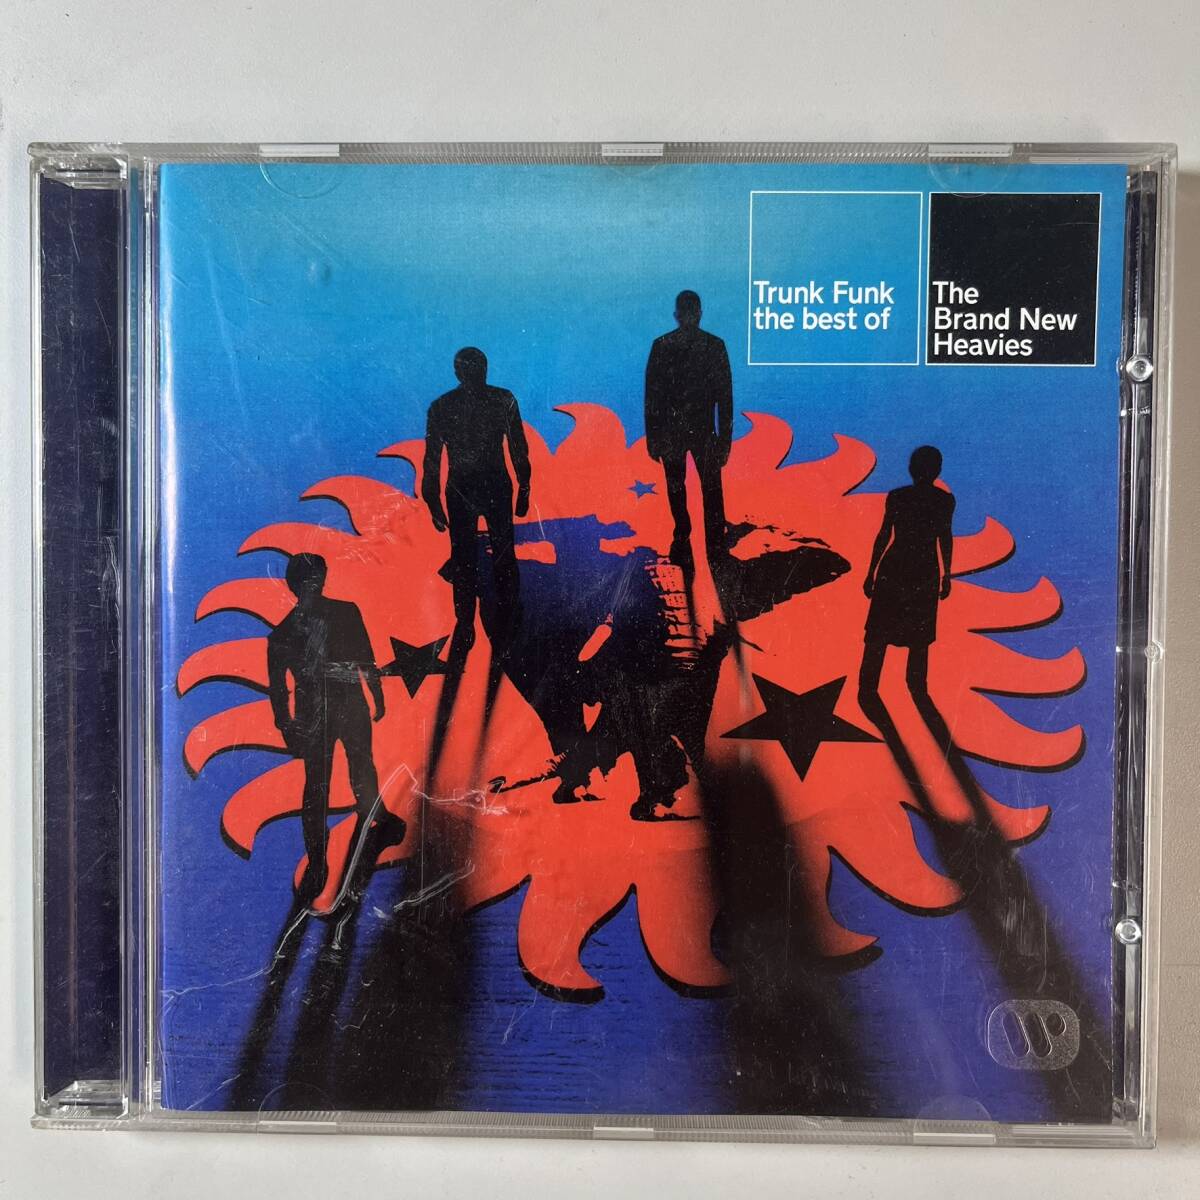 Trunk Funk
the best of
The
Brand New
Heavies